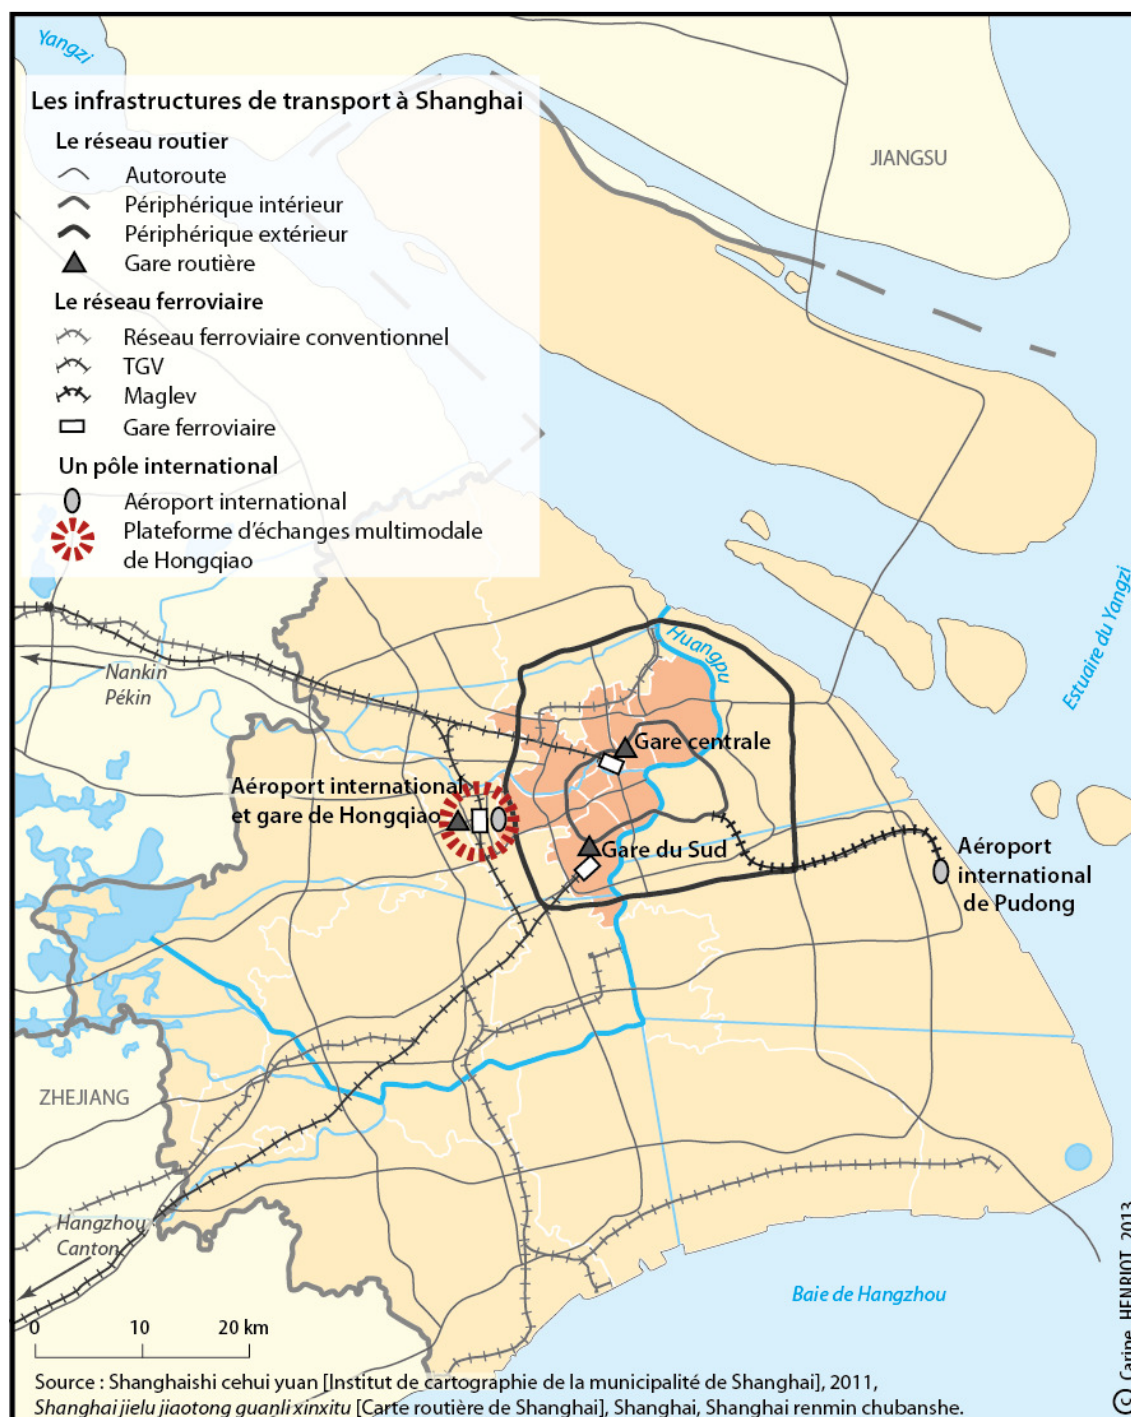 Yangzi
Les infrastructures de transport à Shanghai
Le réseau routier
Autoroute
Périphérique intérieur
Périphérique extérieur
Gare routière
Le réseau ferroviaire
Réseau ferroviaire conventionnel
TGV
Maglev
Gare ferroviaire
Un pôle international
Aéroport international
Plateforme d'échanges multimodale
de Hongqiao
JIANGSU
Estuaire du Yangzi
Huangpu
Nankin
Pékin
Gare centrale
Aéroport international
et gare de Hongqiao
Gare du Sud
Aéroport
international
de Pudong
ZHEJIANG
Hangzhou
Canton
Baie de Hangzhou
0 10 20 km
Source : Shanghaishi cehui yuan [Institut de cartographie de la municipalité de Shanghai], 2011,
Shanghai jielu jiaotong guanli xinxitu [Carte routière de Shanghai], Shanghai, Shanghai renmin chubanshe.
© Carine HENRIOT 2013